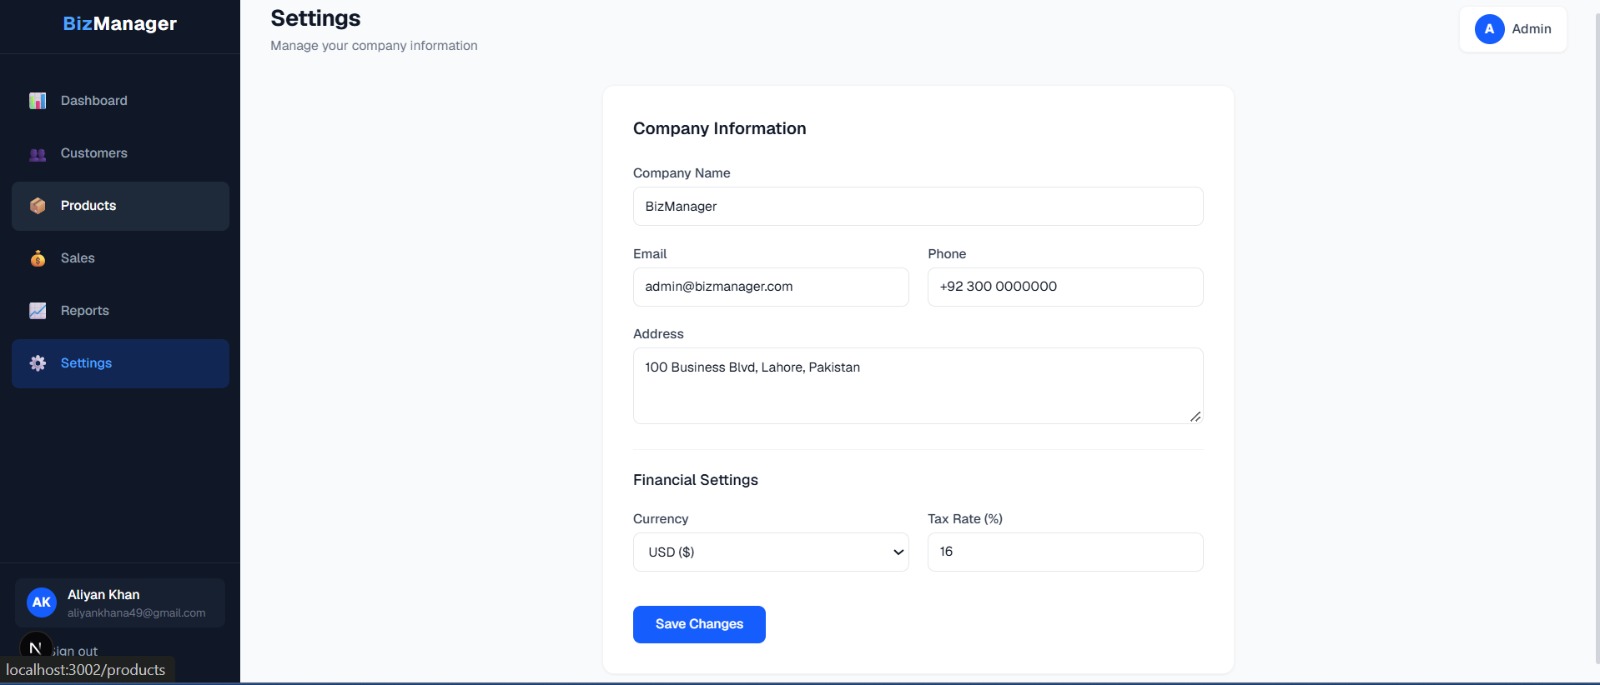 BizManager
Dashboard
Customers
Products
Sales
Reports
Settings
AK
Aliyan Khan
aliyankhana49@gmail.com
N
ign out
localhost:3002/products
Settings
Manage your company information
A Admin
Company Information
Company Name
BizManager
Email Phone
admin@bizmanager.com +92 300 0000000
Address
100 Business Blvd, Lahore, Pakistan
Financial Settings
Currency Tax Rate (%)
USD ($) 16
Save Changes